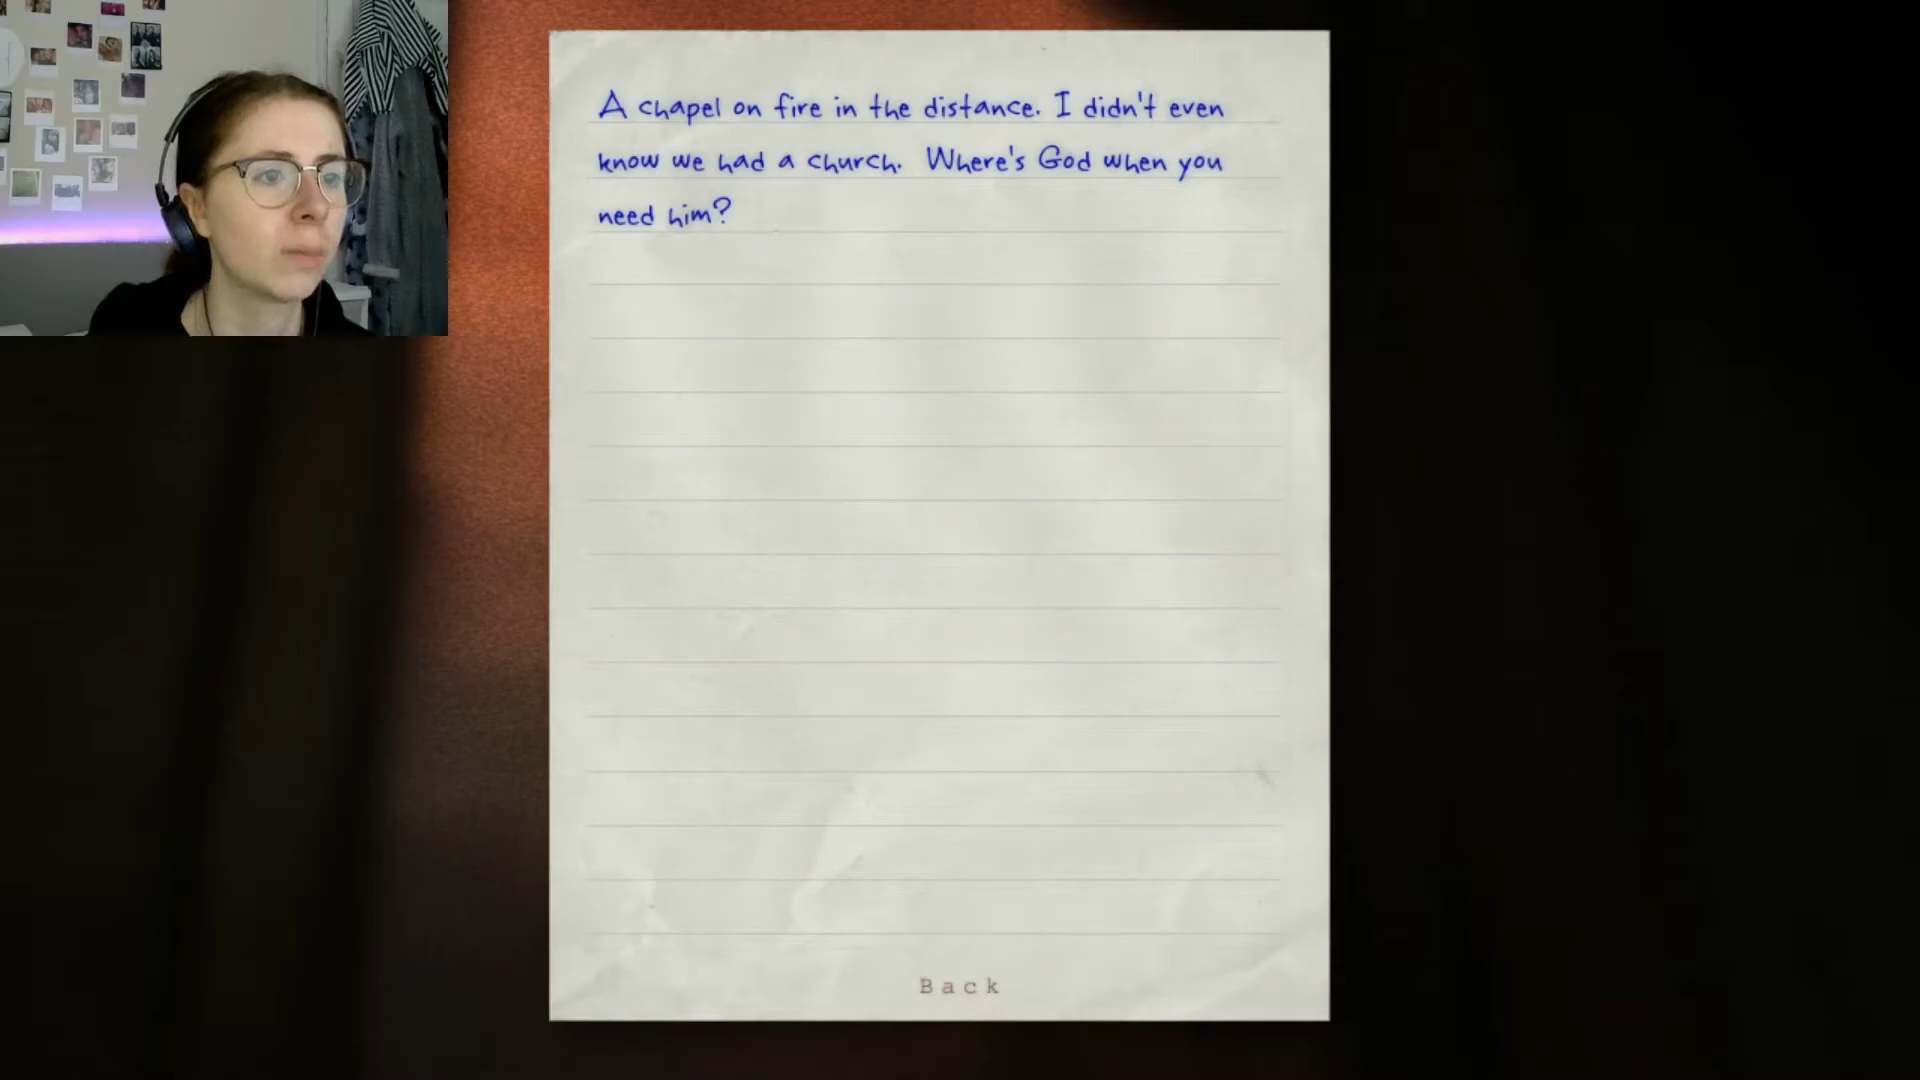 A chapel on fire in the distance. I didn't even
know we had a church. Where's God when you
need him?
Back